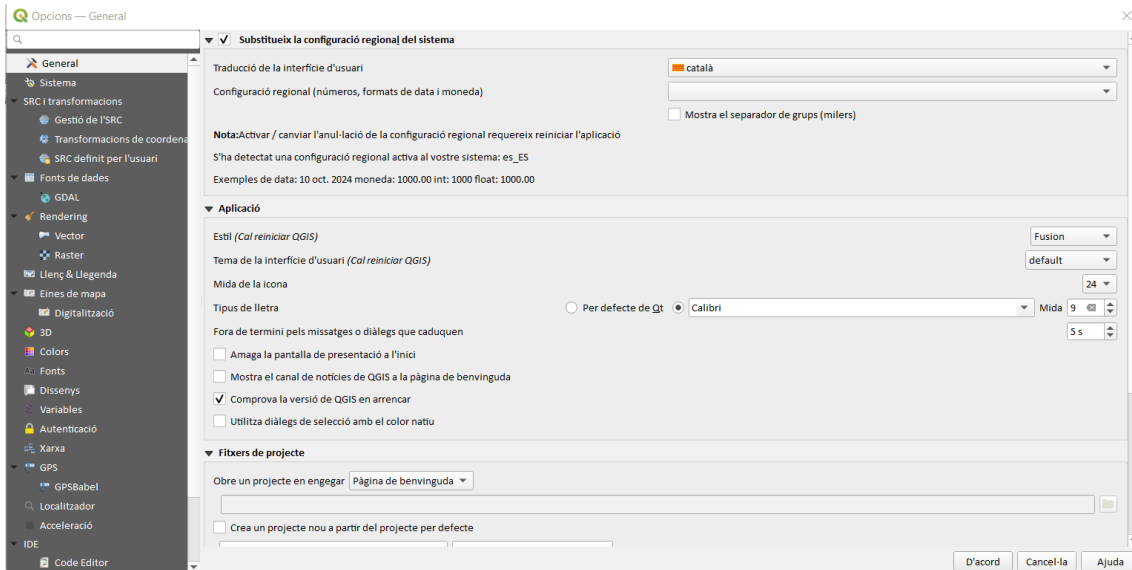 Opcions — General
General
Sistema
SRC i transformacions
Gestió de l'SRC
Transformacions de coordena
SRC definit per l'usuari
Fonts de dades
GDAL
Rendering
Vector
Raster
Llenç & Llegenda
Eines de mapa
Digitalització
3D
Colors
Fonts
Dissenys
Variables
Autenticació
Xarxa
GPS
GPSBabel
Localitzador
Acceleració
IDE
Code Editor
Substitueix la configuració regional del sistema
Traducció de la interfície d'usuari català
Configuració regional (números, formats de data i moneda)
Mostra el separador de grups (milers)
Nota:Activar / canviar l'anul·lació de la configuració regional requereix reiniciar l'aplicació
S'ha detectat una configuració regional activa al vostre sistema: es_ES
Exemples de data: 10 oct. 2024 moneda: 1000.00 int: 1000 float: 1000.00
Aplicació
Estil (Cal reiniciar QGIS) Fusion
Tema de la interfície d'usuari (Cal reiniciar QGIS) default
Mida de la icona 24
Tipus de lletra Per defecte de Qt Calibri Mida 9
Fora de termini pels missatges o diàlegs que caduquen 5 s
Amaga la pantalla de presentació a l'inici
Mostra el canal de notícies de QGIS a la pàgina de benvinguda
Comprova la versió de QGIS en arrencar
Utilitza diàlegs de selecció amb el color natiu
Fitxers de projecte
Obre un projecte en engegar Pàgina de benvinguda
Crea un projecte nou a partir del projecte per defecte
D'acord Cancel·la Ajuda